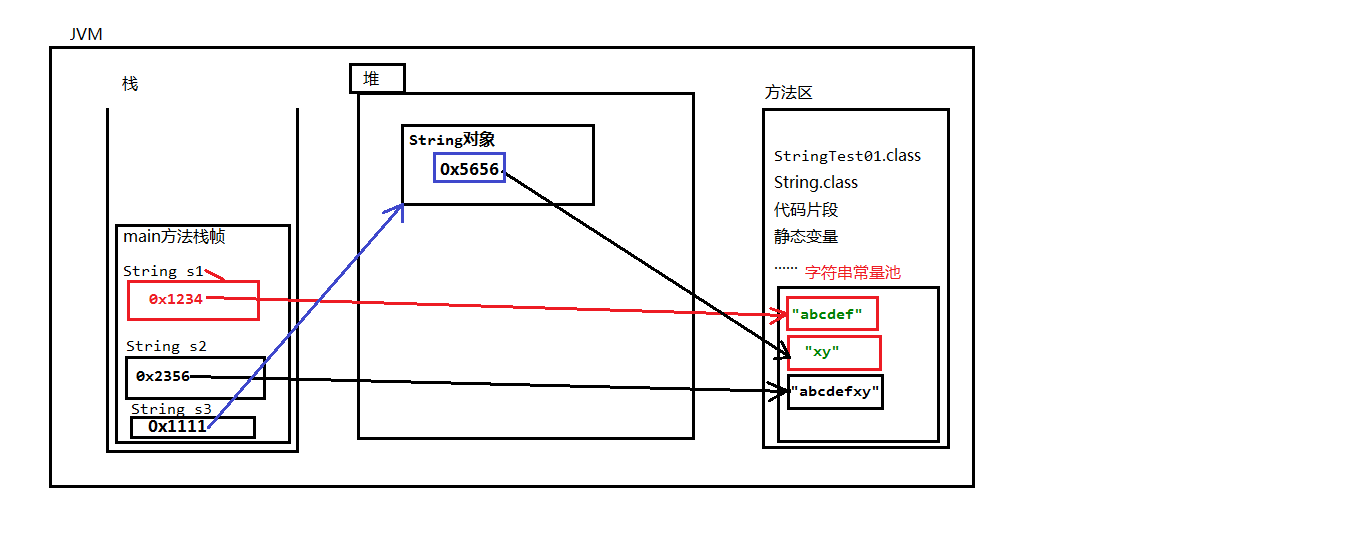 JVM
栈
main方法栈帧
String s1
0x1234
String s2
0x2356
String s3
0x1111
堆
String对象
0x5656
方法区
StringTest01.class
String.class
代码片段
静态变量
......
字符串常量池
"abcdef"
"xy"
"abcdefxy"